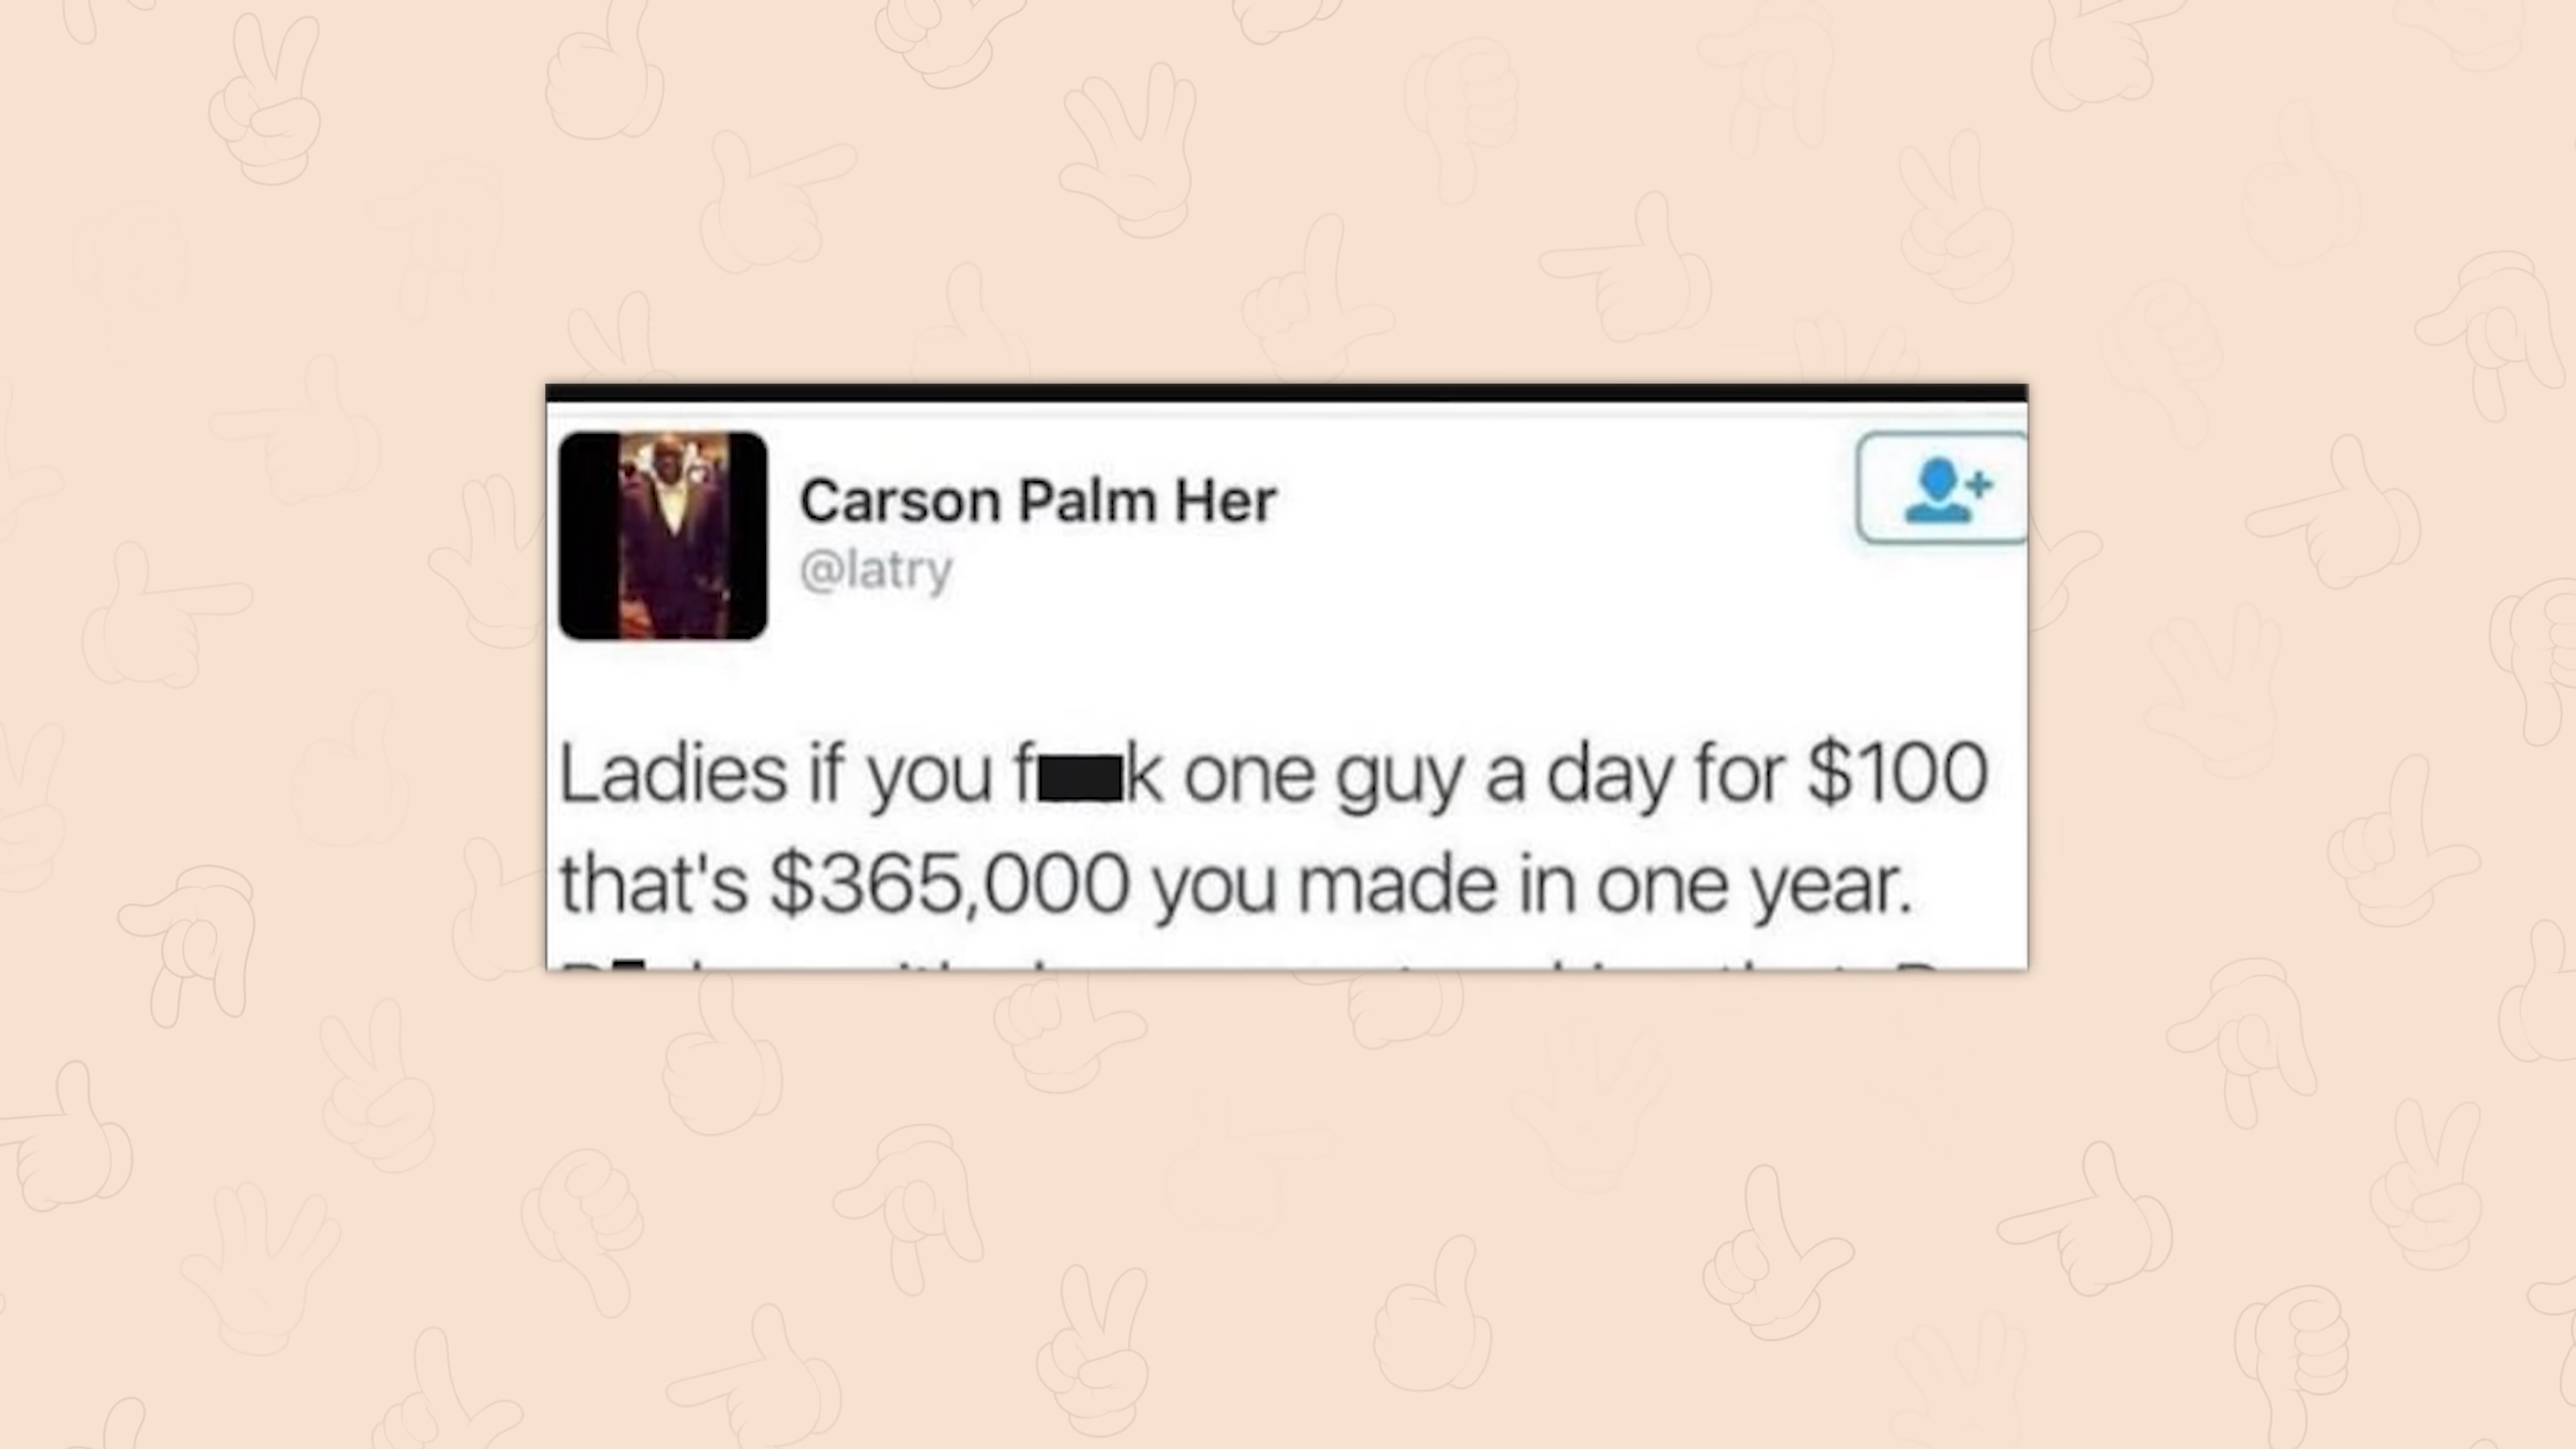 Carson Palm Her
@latry
Ladies if you f■■k one guy a day for $100
that's $365,000 you made in one year.